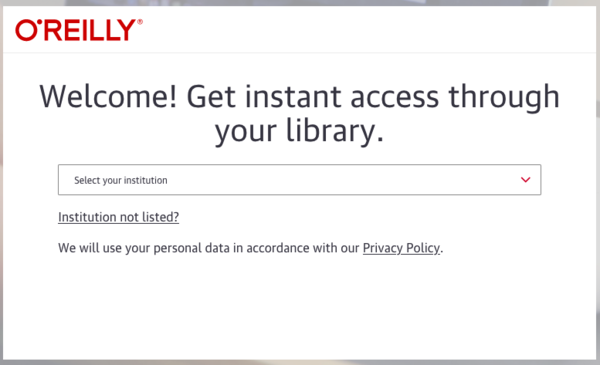 O'REILLY®
Welcome! Get instant access through
your library.
Select your institution
Institution not listed?
We will use your personal data in accordance with our Privacy Policy.